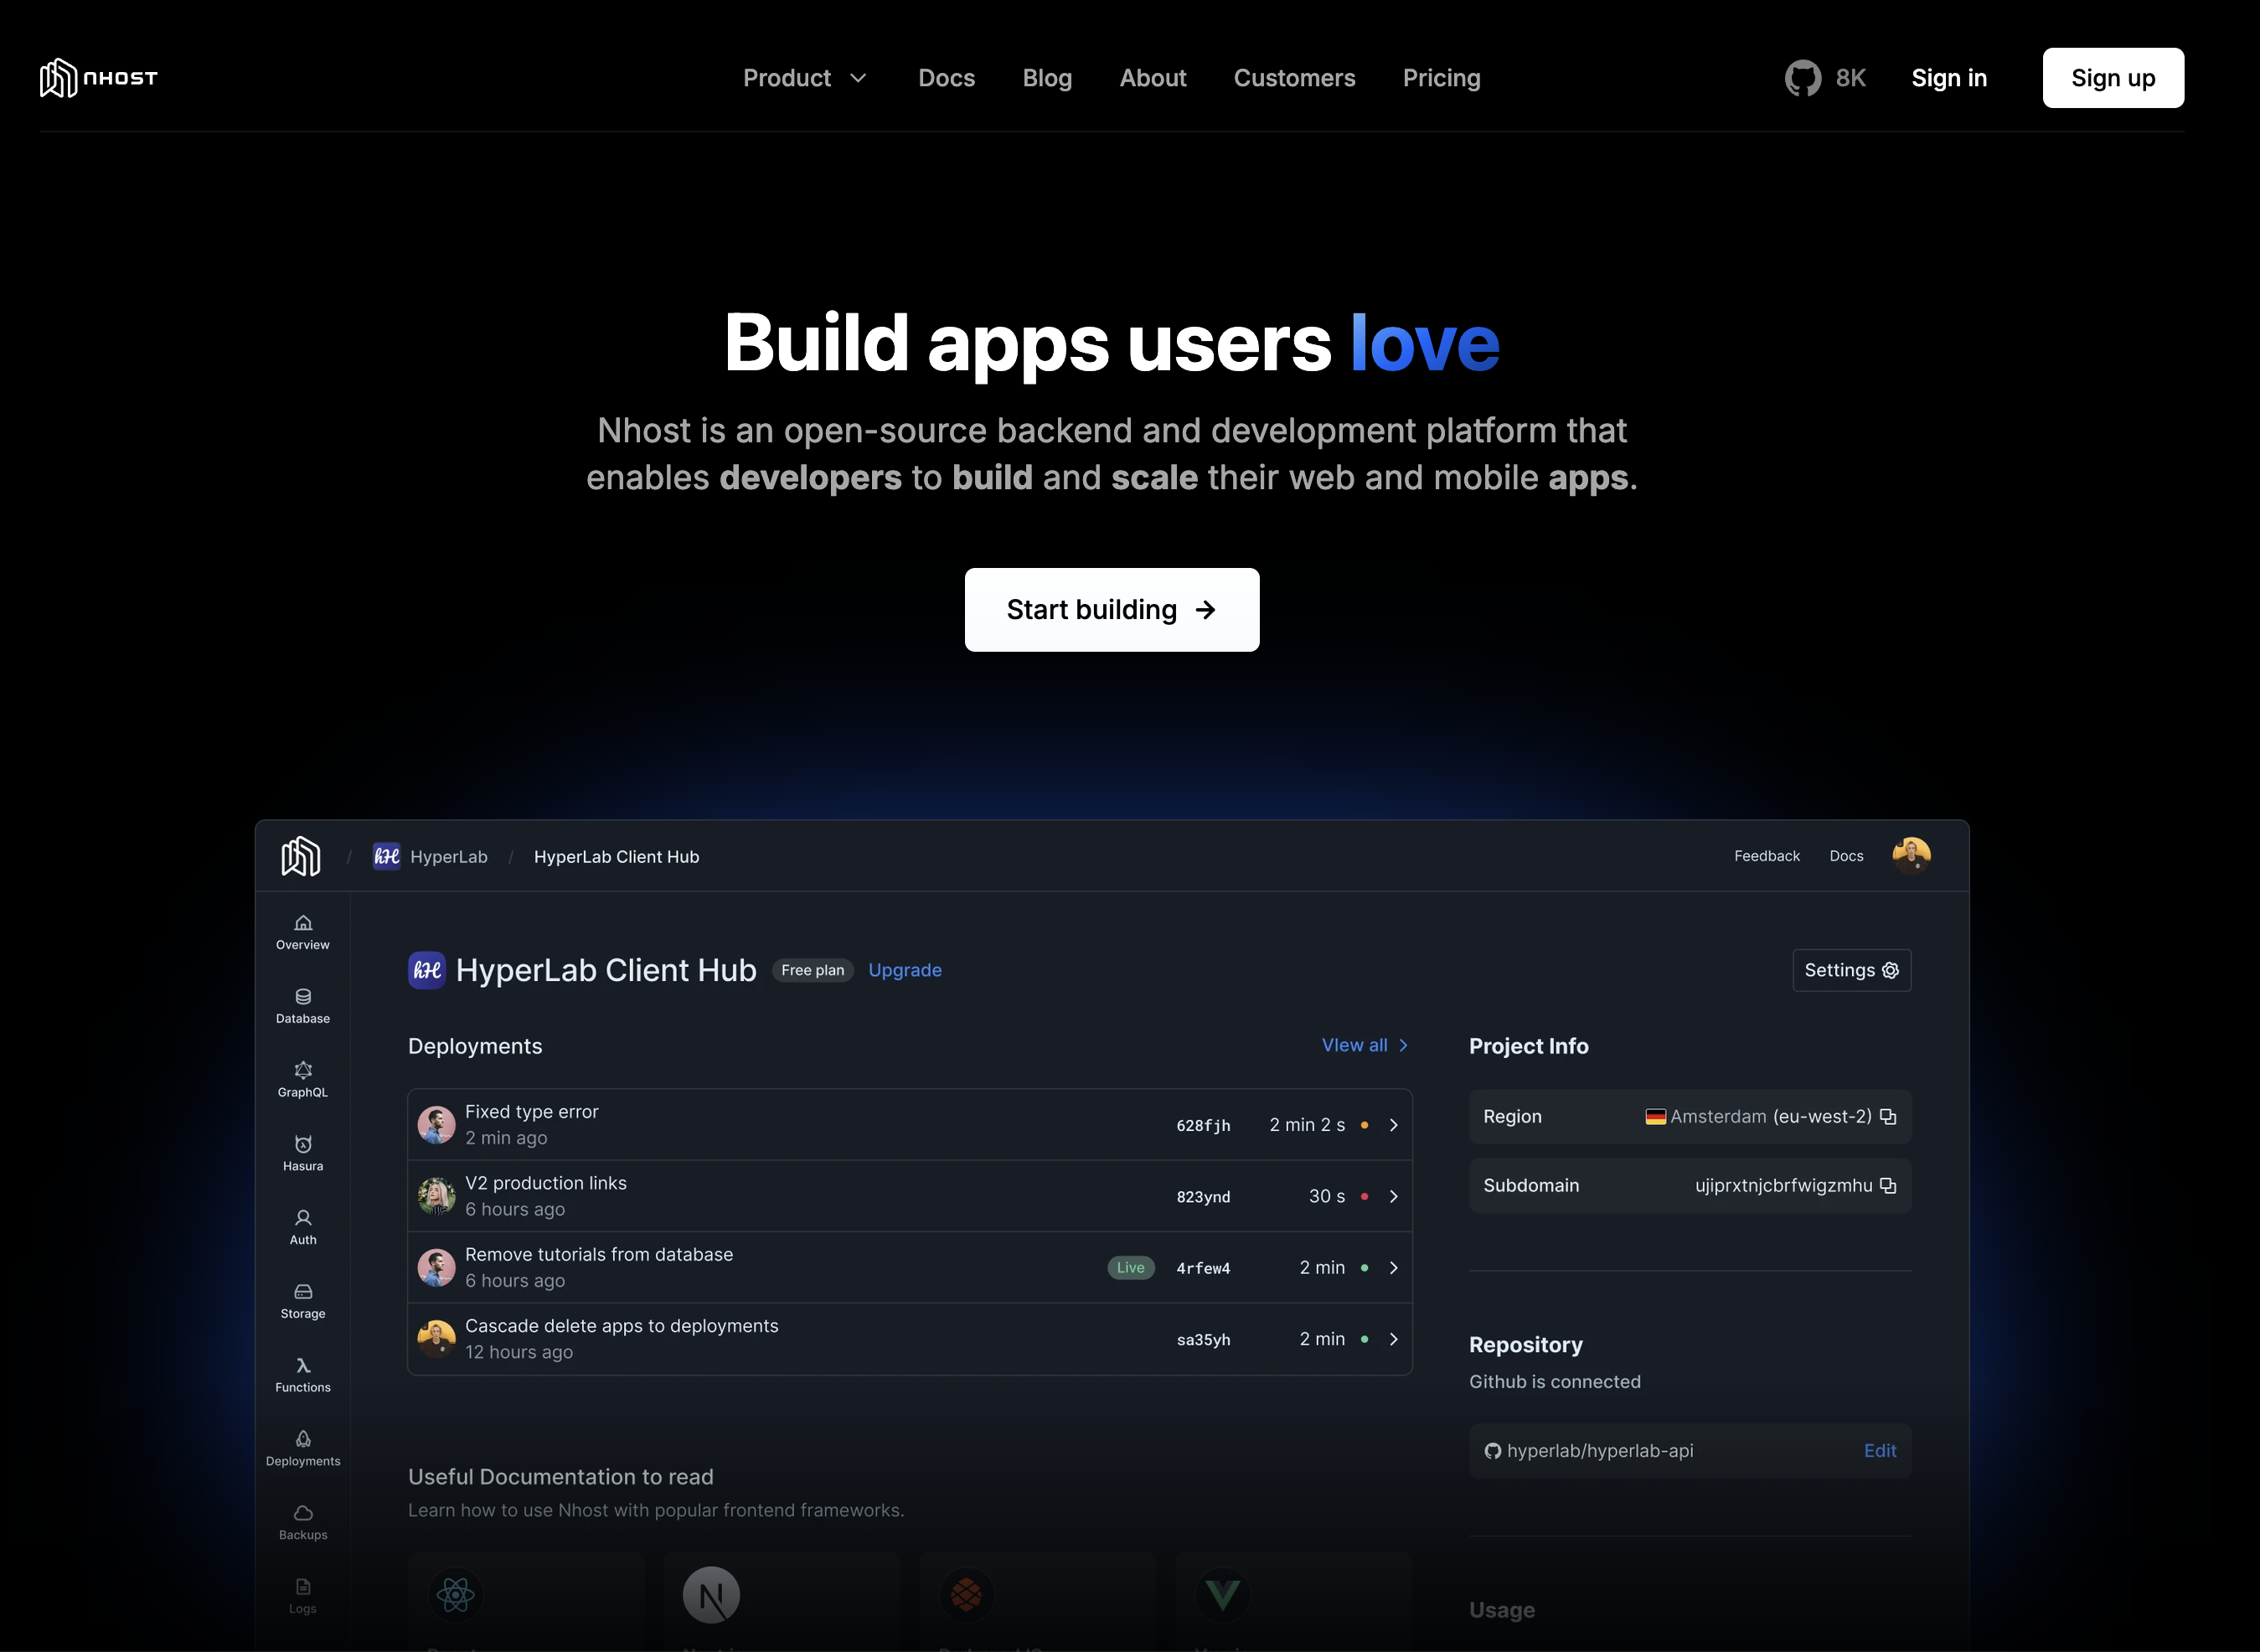 NHOST
Product
Docs
Blog
About
Customers
Pricing
8K
Sign in
Sign up
Build apps users love
Nhost is an open-source backend and development platform that
enables developers to build and scale their web and mobile apps.
Start building
/ hH HyperLab / HyperLab Client Hub
Feedback
Docs
Overview
Database
GraphQL
Hasura
Auth
Storage
Functions
Deployments
Backups
Logs
hH HyperLab Client Hub
Free plan
Upgrade
Settings
Deployments
VIew all
Fixed type error
2 min ago
628fjh
2 min 2 s
V2 production links
6 hours ago
823ynd
30 s
Remove tutorials from database
6 hours ago
Live
4rfew4
2 min
Cascade delete apps to deployments
12 hours ago
sa35yh
2 min
Project Info
Region
Amsterdam (eu-west-2)
Subdomain
ujiprxtnjcbrfwigzmhu
Repository
Github is connected
hyperlab/hyperlab-api
Edit
Useful Documentation to read
Learn how to use Nhost with popular frontend frameworks.
Usage